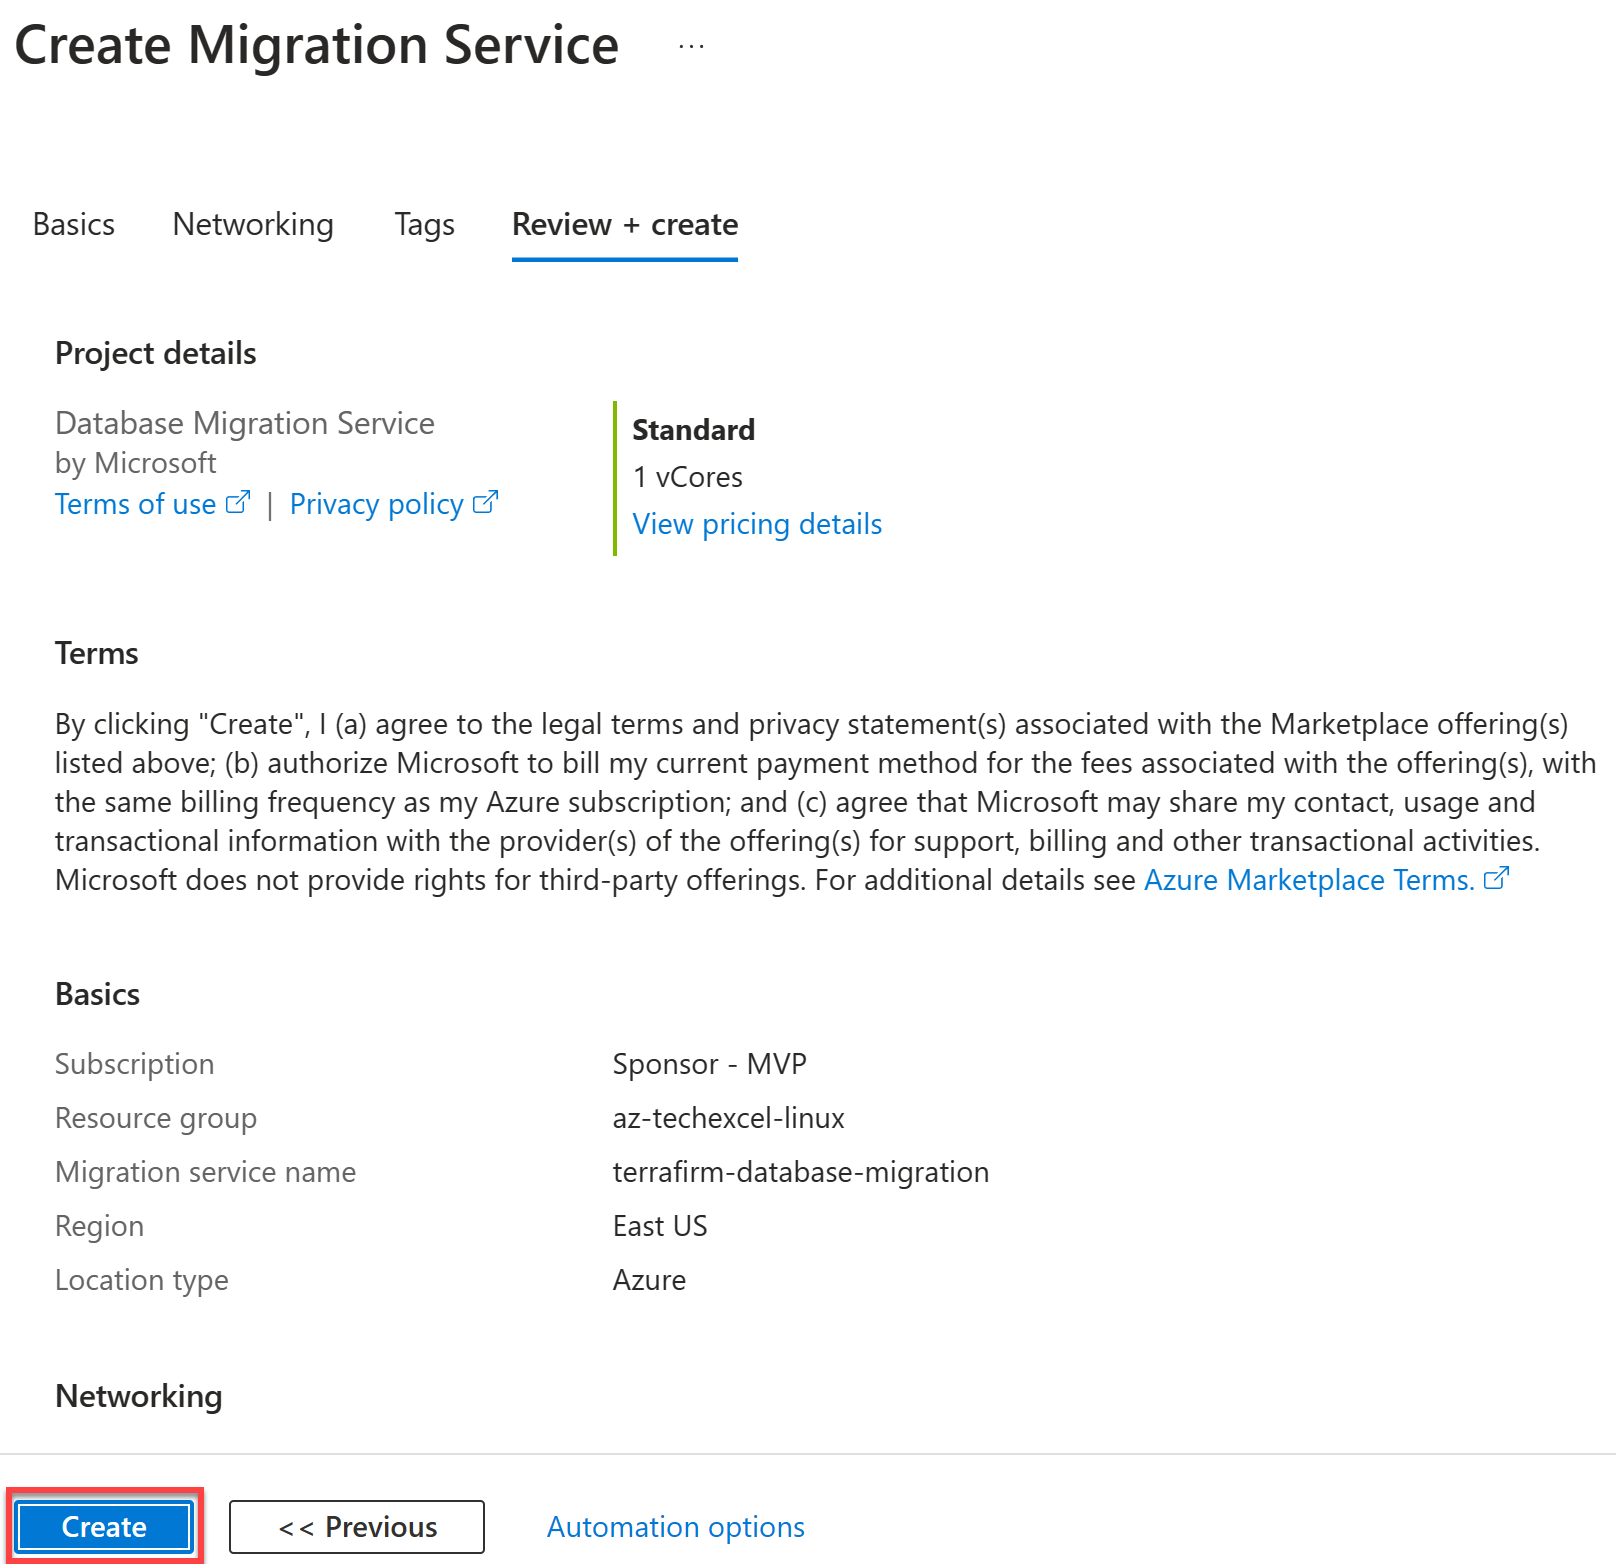 Create Migration Service ...
Basics Networking Tags Review + create
Project details
Database Migration Service
by Microsoft
Terms of use | Privacy policy
Standard
1 vCores
View pricing details
Terms
By clicking "Create", I (a) agree to the legal terms and privacy statement(s) associated with the Marketplace offering(s)
listed above; (b) authorize Microsoft to bill my current payment method for the fees associated with the offering(s), with
the same billing frequency as my Azure subscription; and (c) agree that Microsoft may share my contact, usage and
transactional information with the provider(s) of the offering(s) for support, billing and other transactional activities.
Microsoft does not provide rights for third-party offerings. For additional details see Azure Marketplace Terms.
Basics
Subscription Sponsor - MVP
Resource group az-techexcel-linux
Migration service name terrafirm-database-migration
Region East US
Location type Azure
Networking
Create << Previous Automation options